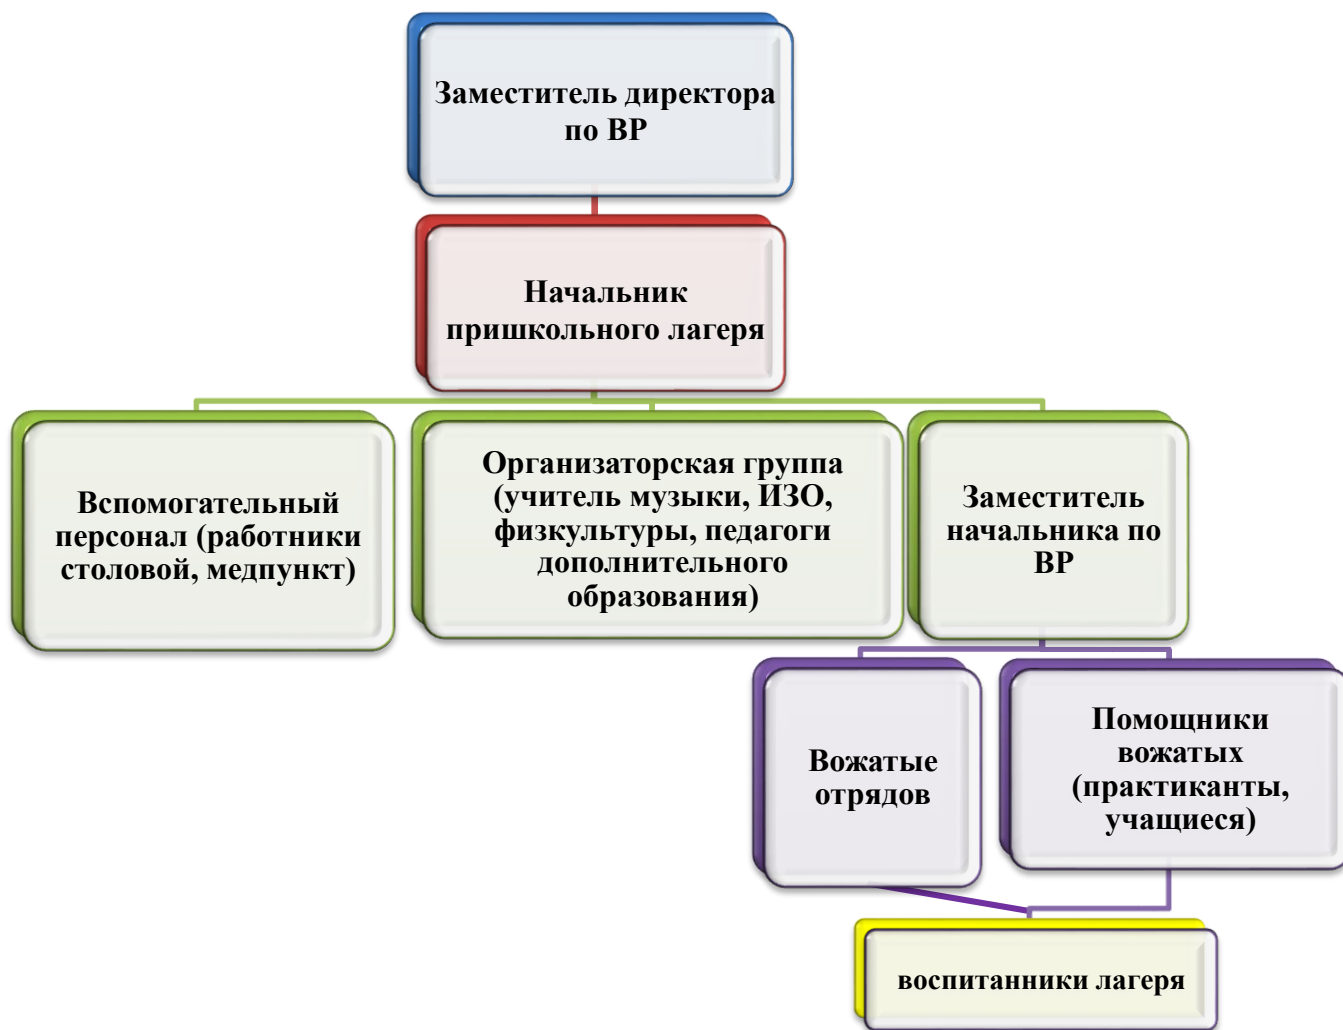 Заместитель директора
по ВР
Начальник
пришкольного лагеря
Вспомогательный
персонал (работники
столовой, медпункт)
Организаторская группа
(учитель музыки, ИЗО,
физкультуры, педагоги
дополнительного
образования)
Заместитель
начальника по
ВР
Вожатые
отрядов
Помощники
вожатых
(практиканты,
учащиеся)
воспитанники лагеря